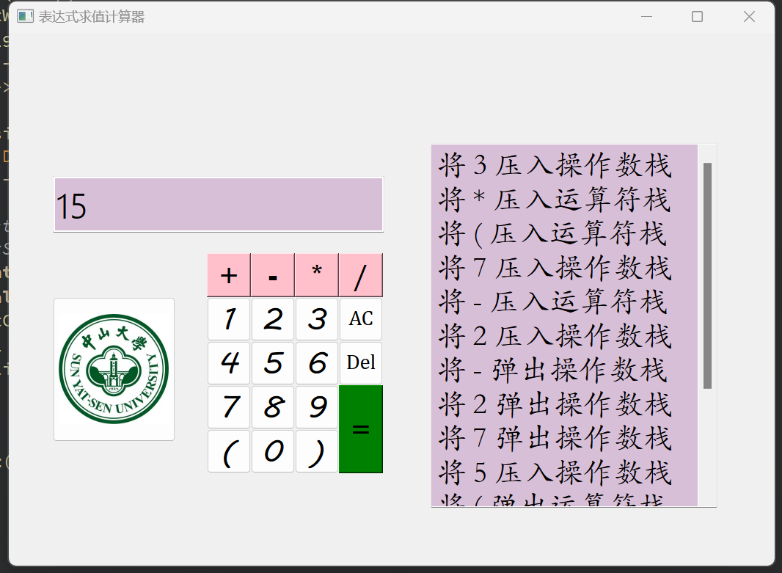 表达式求值计算器
15
+ - * /
1 2 3 AC
4 5 6 Del
7 8 9
=
( 0 )
中山大学
SUN YAT-SEN UNIVERSITY
将 3 压入操作数栈
将 * 压入运算符栈
将 ( 压入运算符栈
将 7 压入操作数栈
将 - 压入运算符栈
将 2 压入操作数栈
将 - 弹出操作数栈
将 2 弹出操作数栈
将 7 弹出操作数栈
将 5 压入操作数栈
将 ( 弹出运算符栈